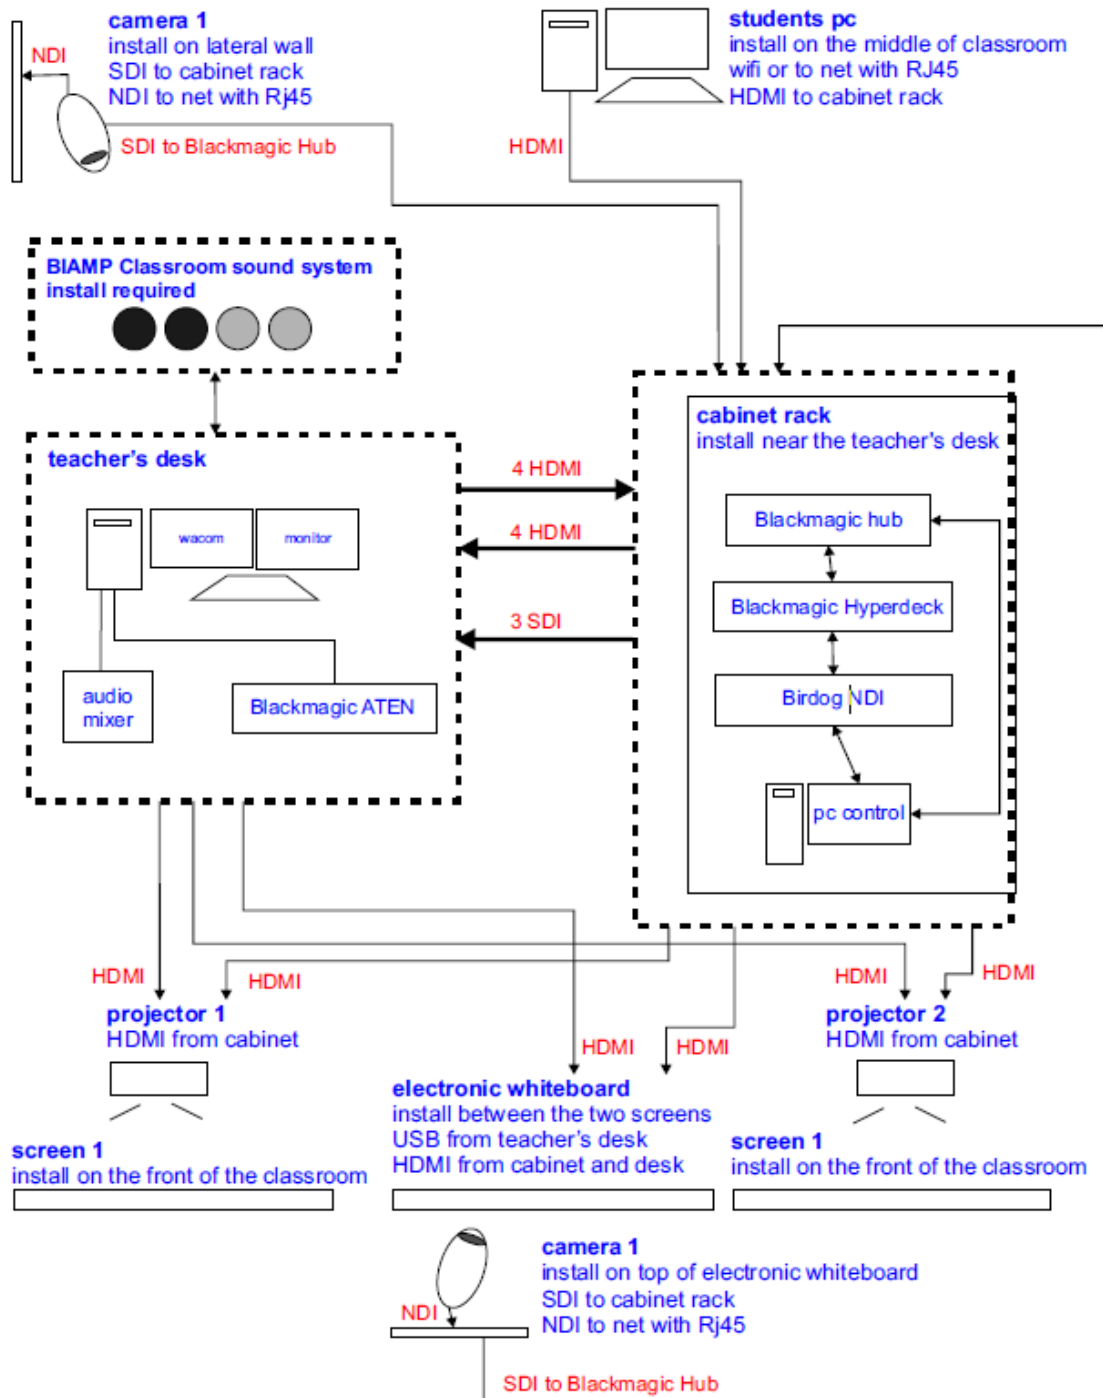 camera 1
install on lateral wall
SDI to cabinet rack
NDI to net with Rj45
NDI
SDI to Blackmagic Hub
students pc
install on the middle of classroom
wifi or to net with RJ45
HDMI to cabinet rack
HDMI
BIAMP Classroom sound system
install required
teacher's desk
wacom
monitor
audio
mixer
Blackmagic ATEN
4 HDMI
4 HDMI
3 SDI
cabinet rack
install near the teacher's desk
Blackmagic hub
Blackmagic Hyperdeck
Birdog NDI
pc control
HDMI
HDMI
projector 1
HDMI from cabinet
HDMI
HDMI
projector 2
HDMI from cabinet
HDMI
HDMI
electronic whiteboard
install between the two screens
USB from teacher's desk
HDMI from cabinet and desk
screen 1
install on the front of the classroom
screen 1
install on the front of the classroom
camera 1
install on top of electronic whiteboard
SDI to cabinet rack
NDI to net with Rj45
NDI
SDI to Blackmagic Hub